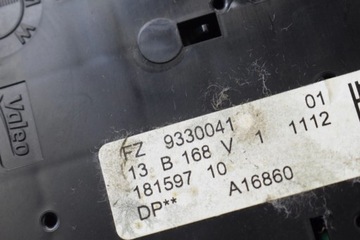 Valeo
FZ 9330041 01
13 B 168 V 1 1112
181597 10 A16860
DP**